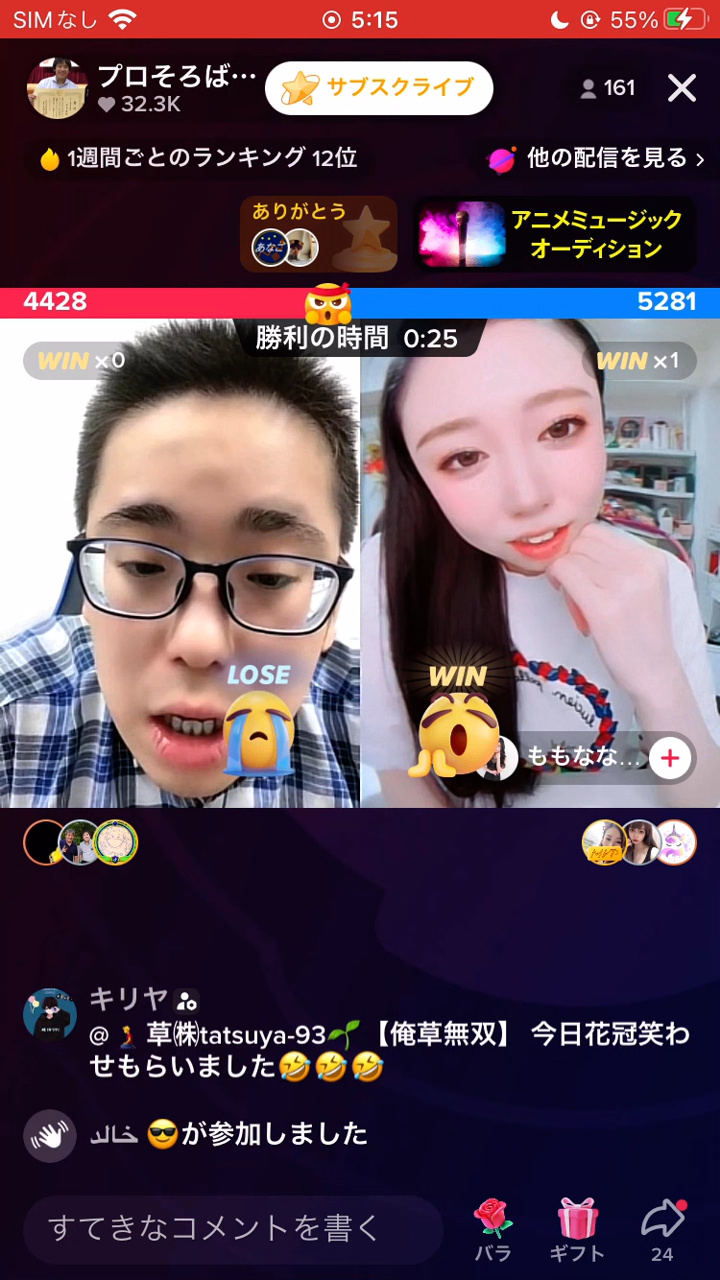 SIMなし
5:15
55%
プロそろば…
32.3K
サブスクライブ
161
1週間ごとのランキング 12位
他の配信を見る
ありがとう
あなご
アニメミュージック
オーディション
4428
5281
勝利の時間 0:25
WIN x0
WIN x1
LOSE
WIN
ももなな…
キリヤ
@💃草㈱tatsuya-93🌱【俺草無双】 今日花冠笑わ
せもらいました🤣🤣🤣
خالد 😎が参加しました
すてきなコメントを書く
バラ
ギフト
24